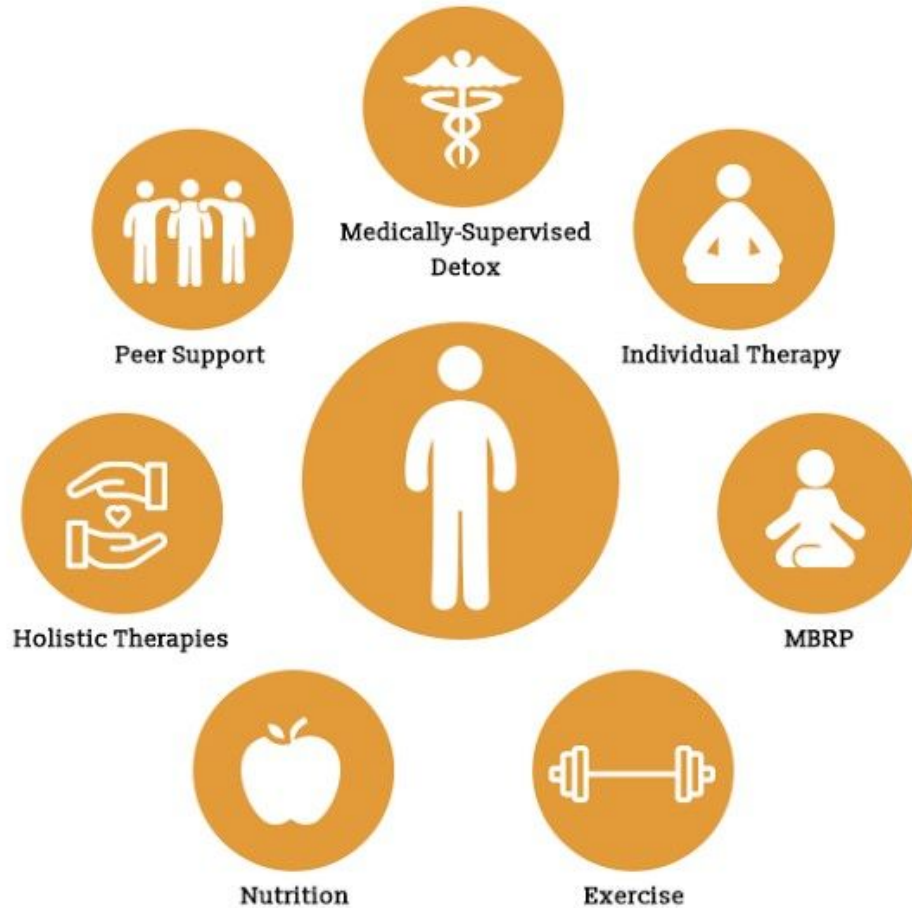 Medically-Supervised
Detox
Peer Support
Individual Therapy
Holistic Therapies
MBRP
Nutrition
Exercise